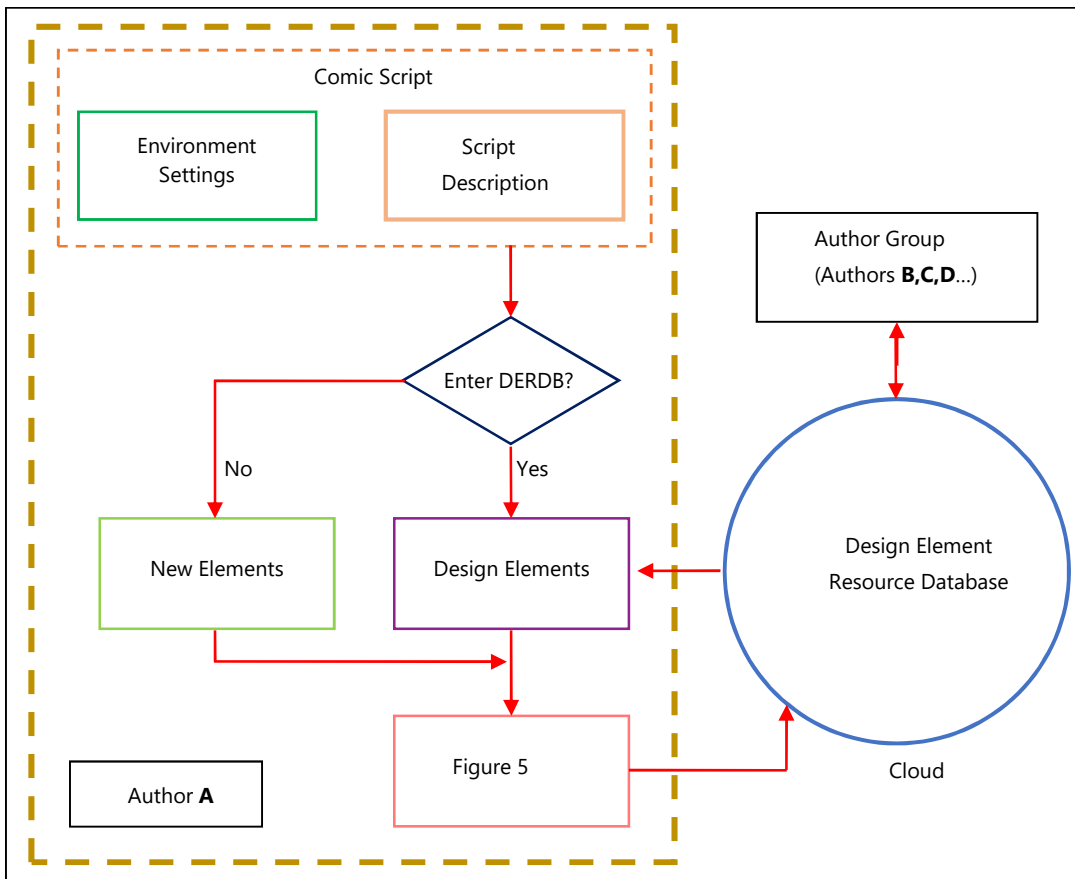 Comic Script
Environment
Settings
Script
Description
Author Group
(Authors B,C,D...)
Enter DERDB?
No
Yes
New Elements
Design Elements
Design Element
Resource Database
Figure 5
Cloud
Author A